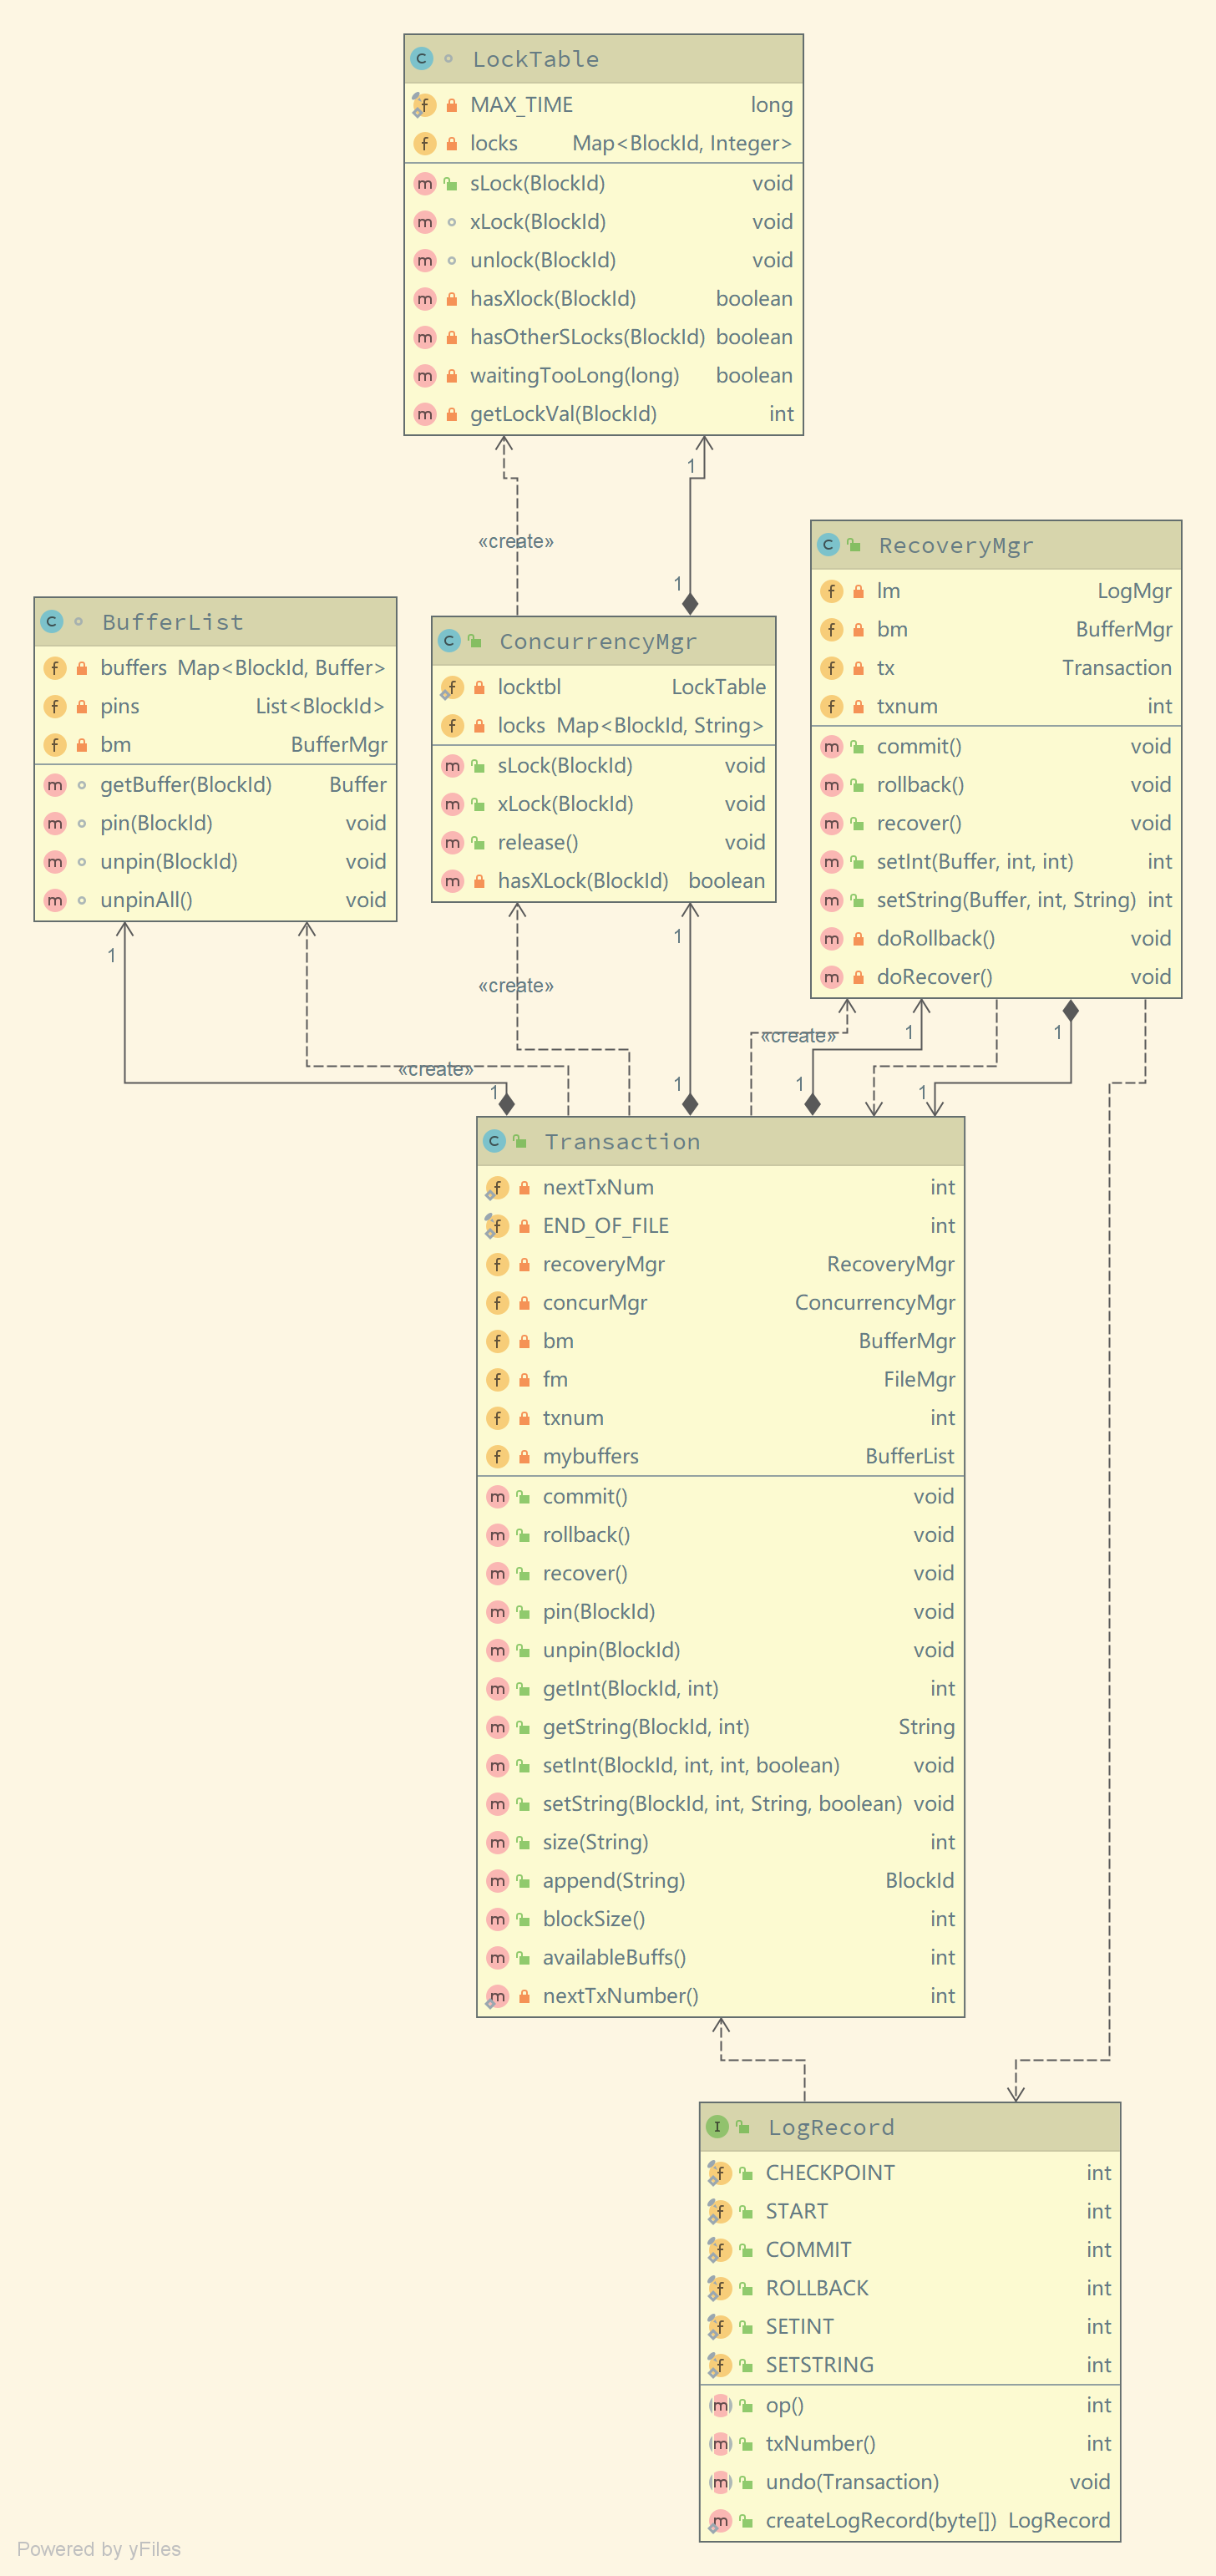 LockTable
MAX_TIME long
locks Map<BlockId, Integer>
sLock(BlockId) void
xLock(BlockId) void
unlock(BlockId) void
hasXlock(BlockId) boolean
hasOtherSLocks(BlockId) boolean
waitingTooLong(long) boolean
getLockVal(BlockId) int
1
«create»
1
RecoveryMgr
lm LogMgr
bm BufferMgr
tx Transaction
txnum int
commit() void
rollback() void
recover() void
setInt(Buffer, int, int) int
setString(Buffer, int, String) int
doRollback() void
doRecover() void
BufferList
buffers Map<BlockId, Buffer>
pins List<BlockId>
bm BufferMgr
getBuffer(BlockId) Buffer
pin(BlockId) void
unpin(BlockId) void
unpinAll() void
ConcurrencyMgr
locktbl LockTable
locks Map<BlockId, String>
sLock(BlockId) void
xLock(BlockId) void
release() void
hasXLock(BlockId) boolean
1
1
«create»
«create»
1
1
«create»
1
1
1
1
Transaction
nextTxNum int
END_OF_FILE int
recoveryMgr RecoveryMgr
concurMgr ConcurrencyMgr
bm BufferMgr
fm FileMgr
txnum int
mybuffers BufferList
commit() void
rollback() void
recover() void
pin(BlockId) void
unpin(BlockId) void
getInt(BlockId, int) int
getString(BlockId, int) String
setInt(BlockId, int, int, boolean) void
setString(BlockId, int, String, boolean) void
size(String) int
append(String) BlockId
blockSize() int
availableBuffs() int
nextTxNumber() int
LogRecord
CHECKPOINT int
START int
COMMIT int
ROLLBACK int
SETINT int
SETSTRING int
op() int
txNumber() int
undo(Transaction) void
createLogRecord(byte[]) LogRecord
Powered by yFiles